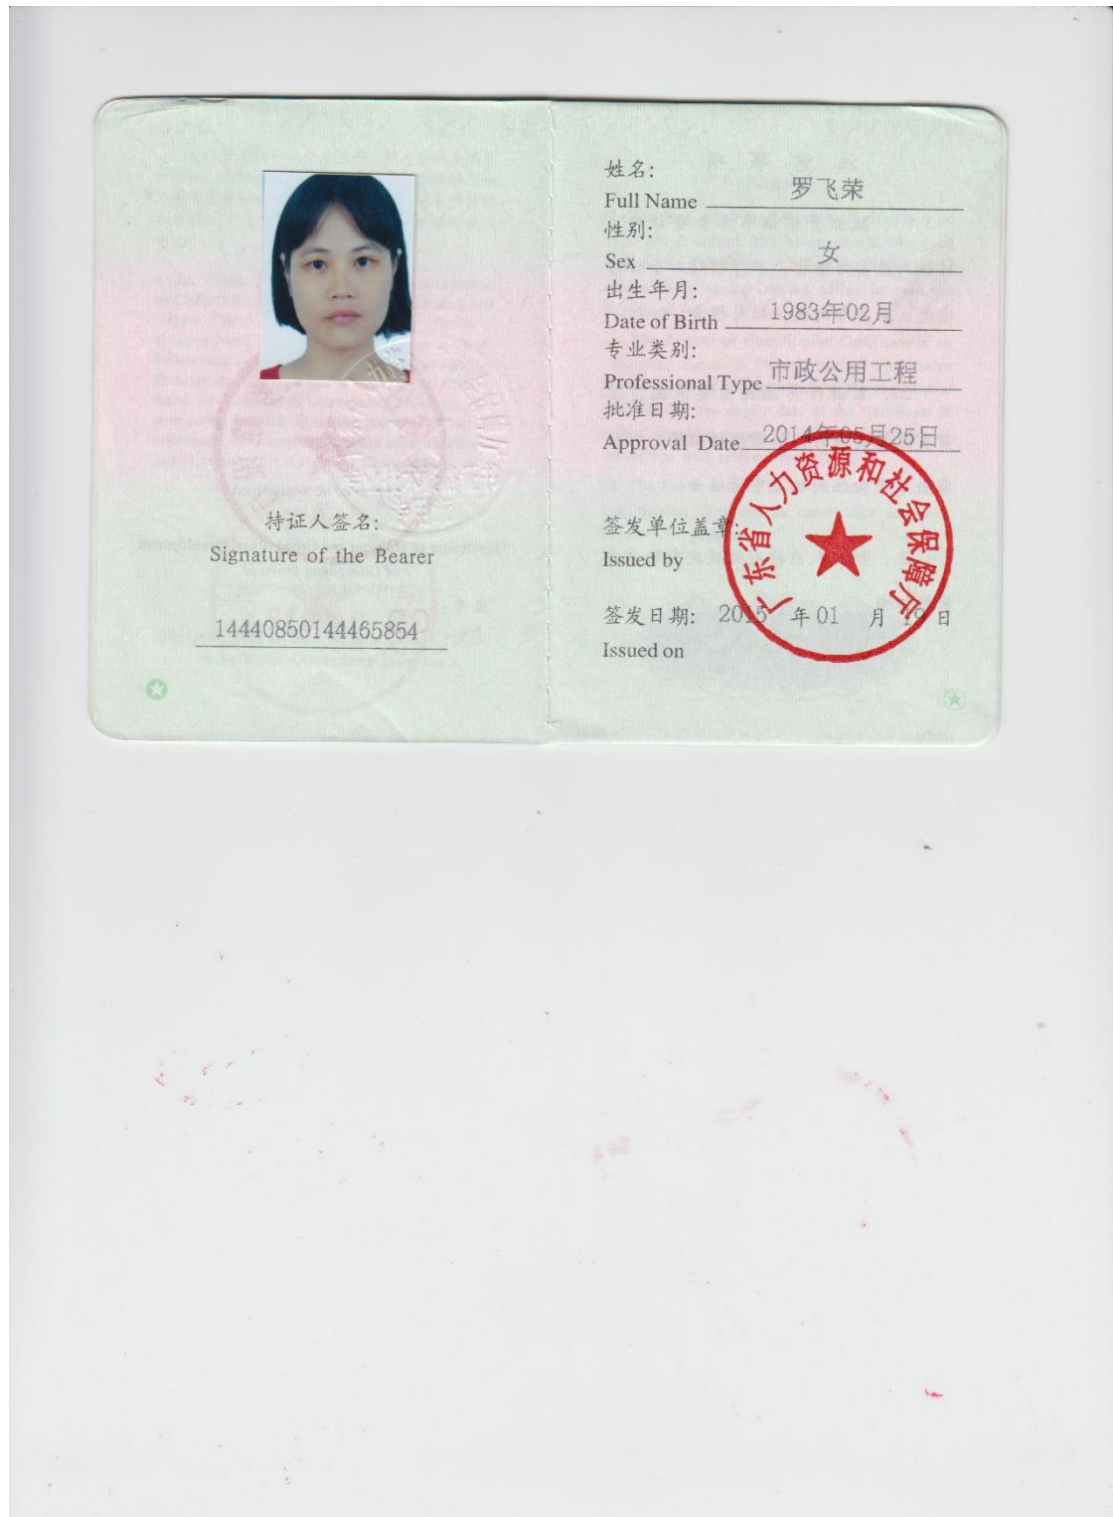 持证人签名:
Signature of the Bearer
14440850144465854
姓名:
Full Name 罗飞荣
性别:
Sex 女
出生年月:
Date of Birth 1983年02月
专业类别:
Professional Type 市政公用工程
批准日期:
Approval Date 2014年05月25日
签发单位盖章:
Issued by
广东省人力资源和社会保障厅
签发日期: 2015 年 01 月 19 日
Issued on